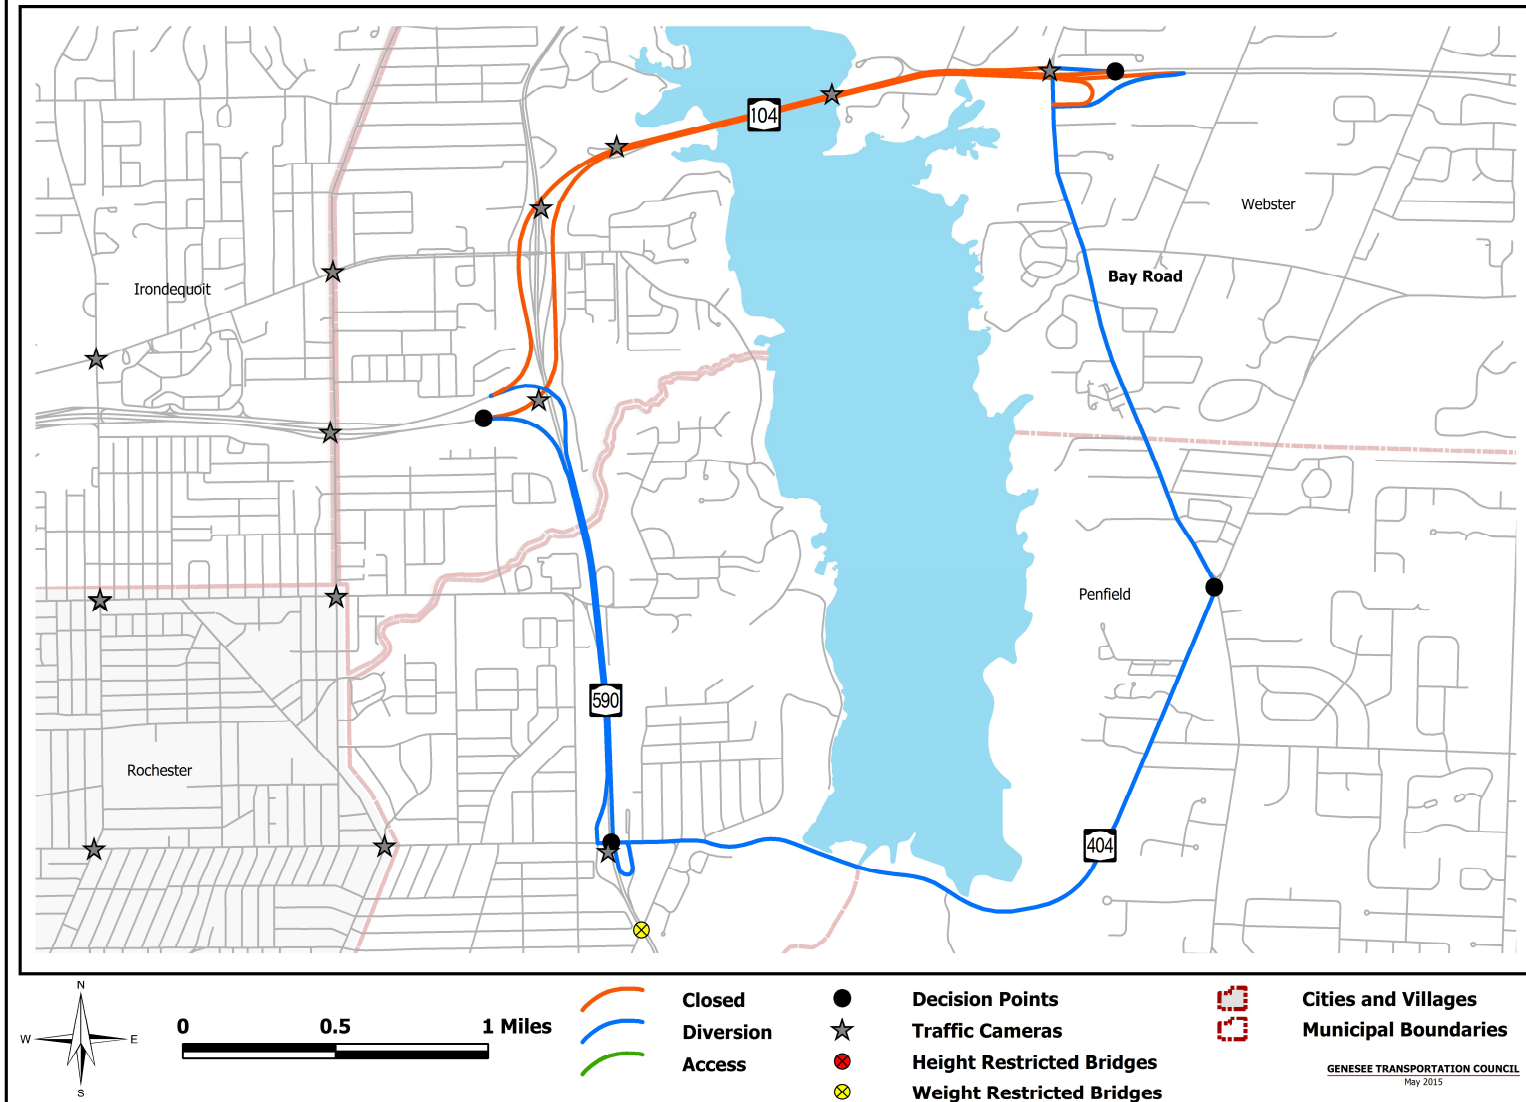 104
Webster
Bay Road
Irondequoit
Penfield
590
Rochester
404
N
W
E
S
0
0.5
1 Miles
Closed
Diversion
Access
Decision Points
Traffic Cameras
Height Restricted Bridges
Weight Restricted Bridges
Cities and Villages
Municipal Boundaries
GENESEE TRANSPORTATION COUNCIL
May 2015